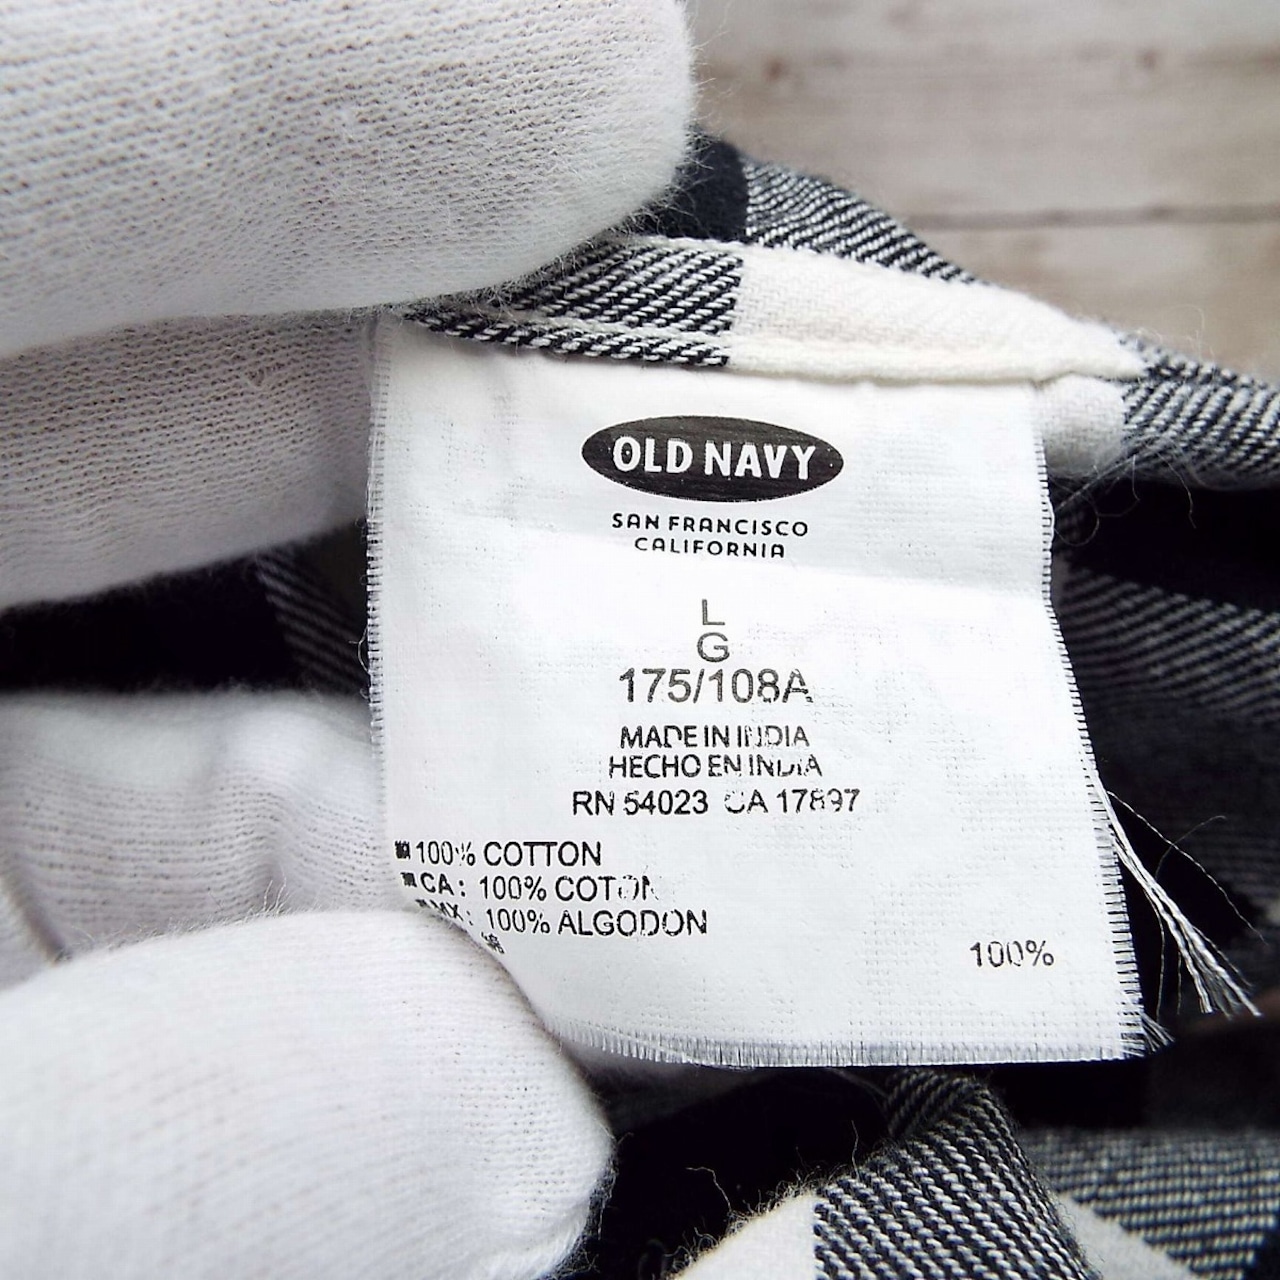 OLD NAVY
SAN FRANCISCO
CALIFORNIA
L
G
175/108A
MADE IN INDIA
HECHO EN INDIA
RN 54023 CA 17897
100% COTTON
CA : 100% COTON
MX : 100% ALGODON
100%